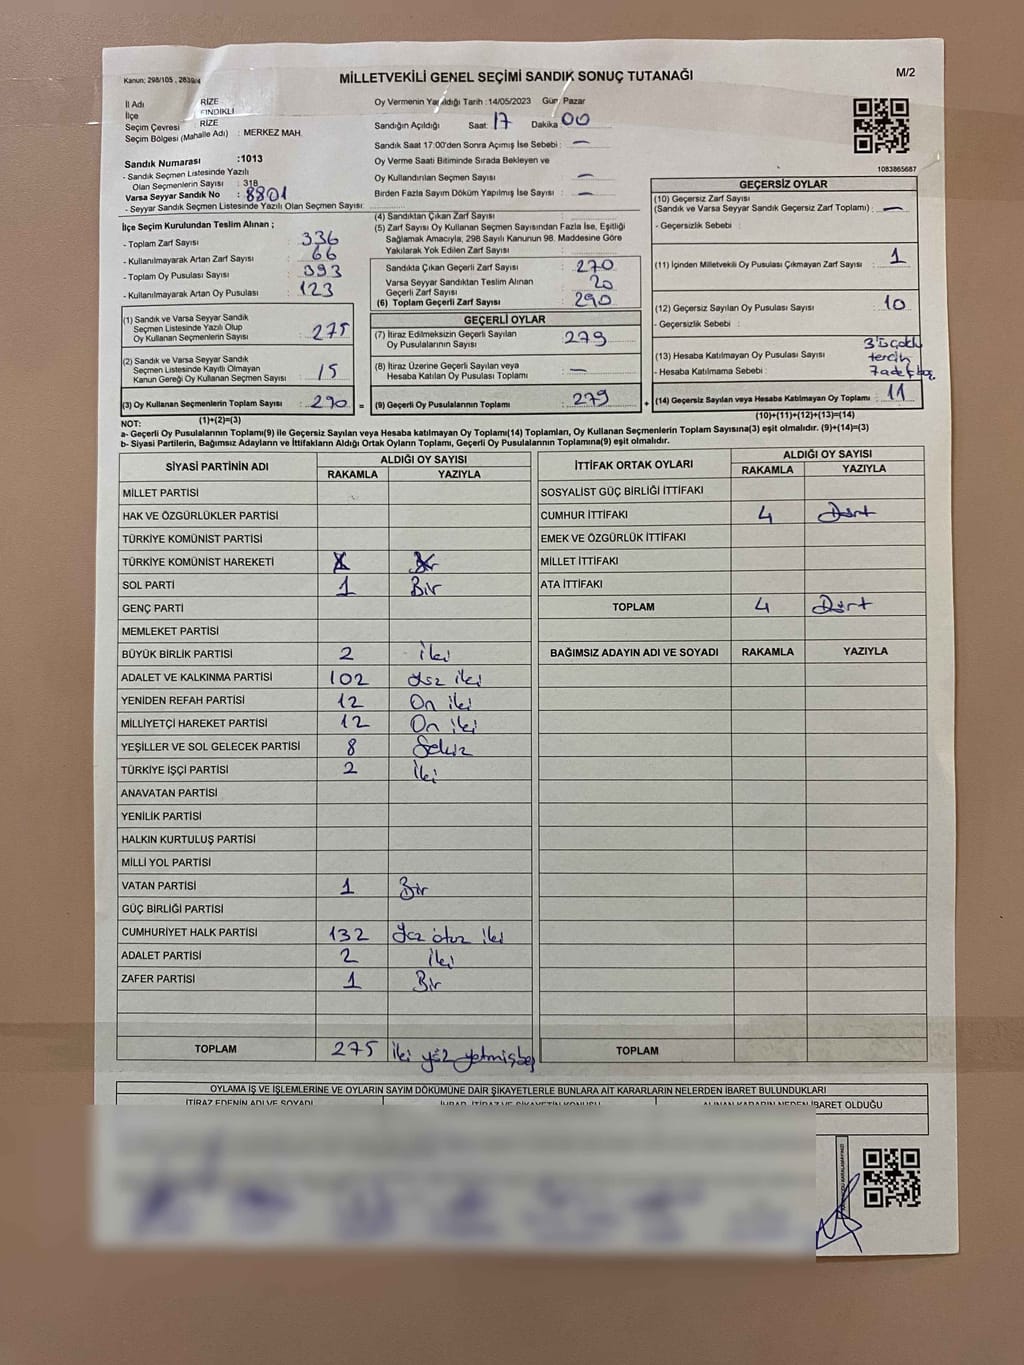 Kanun: 298/105 , 2839/4
MİLLETVEKİLİ GENEL SEÇİMİ SANDIK SONUÇ TUTANAĞI
M/2
İl Adı RİZE
İlçe FINDIKLI
Seçim Çevresi RİZE
Seçim Bölgesi (Mahalle Adı) : MERKEZ MAH.
Sandık Numarası :1013
- Sandık Seçmen Listesinde Yazılı
Olan Seçmenlerin Sayısı : 318
Varsa Seyyar Sandık No : 8801
- Seyyar Sandık Seçmen Listesinde Yazılı Olan Seçmen Sayısı:
Oy Vermenin Yapıldığı Tarih :14/05/2023 Gün: Pazar
Sandığın Açıldığı Saat: 17 Dakika 00
Sandık Saat 17:00'den Sonra Açımış İse Sebebi : —
Oy Verme Saati Bitiminde Sırada Bekleyen ve
Oy Kullandırılan Seçmen Sayısı : —
Birden Fazla Sayım Döküm Yapılmış İse Sayısı : —
1083865687
İlçe Seçim Kurulundan Teslim Alınan ;
- Toplam Zarf Sayısı : 336
- Kullanılmayarak Artan Zarf Sayısı : 66
- Toplam Oy Pusulası Sayısı : 393
- Kullanılmayarak Artan Oy Pusulası : 123
(1) Sandık ve Varsa Seyyar Sandık
Seçmen Listesinde Yazılı Olup
Oy Kullanan Seçmenlerin Sayısı : 275
(2) Sandık ve Varsa Seyyar Sandık
Seçmen Listesinde Kayıtlı Olmayan
Kanun Gereği Oy Kullanan Seçmen Sayısı : 15
(3) Oy Kullanan Seçmenlerin Toplam Sayısı : 290
(1)+(2)=(3)
(4) Sandıktan Çıkan Zarf Sayısı :
(5) Zarf Sayısı Oy Kullanan Seçmen Sayısından Fazla İse, Eşitliği
Sağlamak Amacıyla, 298 Sayılı Kanunun 98. Maddesine Göre
Yakılarak Yok Edilen Zarf Sayısı :
Sandıkta Çıkan Geçerli Zarf Sayısı : 270
Varsa Seyyar Sandıktan Teslim Alınan
Geçerli Zarf Sayısı : 20
(6) Toplam Geçerli Zarf Sayısı : 290
GEÇERLİ OYLAR
(7) İtiraz Edilmeksizin Geçerli Sayılan
Oy Pusulalarının Sayısı : 279
(8) İtiraz Üzerine Geçerli Sayılan veya
Hesaba Katılan Oy Pusulası Toplamı : —
= (9) Geçerli Oy Pusulalarının Toplamı : 279
GEÇERSİZ OYLAR
(10) Geçersiz Zarf Sayısı
(Sandık ve Varsa Seyyar Sandık Geçersiz Zarf Toplamı) : —
- Geçersizlik Sebebi :
(11) İçinden Milletvekili Oy Pusulası Çıkmayan Zarf Sayısı : 1
(12) Geçersiz Sayılan Oy Pusulası Sayısı : 10
- Geçersizlik Sebebi :
(13) Hesaba Katılmayan Oy Pusulası Sayısı :
- Hesaba Katılmama Sebebi :
tercih
7 adet boş
+ (14) Geçersiz Sayılan veya Hesaba Katılmayan Oy Toplamı : 11
(10)+(11)+(12)+(13)=(14)
NOT:
a- Geçerli Oy Pusulalarının Toplamı(9) ile Geçersiz Sayılan veya Hesaba katılmayan Oy Toplamı(14) Toplamları, Oy Kullanan Seçmenlerin Toplam Sayısına(3) eşit olmalıdır. (9)+(14)=(3)
b- Siyasi Partilerin, Bağımsız Adayların ve İttifakların Aldığı Ortak Oyların Toplamı, Geçerli Oy Pusulalarının Toplamına(9) eşit olmalıdır.
SİYASİ PARTİNİN ADI ALDIĞI OY SAYISI
RAKAMLA YAZIYLA
MİLLET PARTİSİ
HAK VE ÖZGÜRLÜKLER PARTİSİ
TÜRKİYE KOMÜNİST PARTİSİ
TÜRKİYE KOMÜNİST HAREKETİ
SOL PARTİ 1 Bir
GENÇ PARTİ
MEMLEKET PARTİSİ
BÜYÜK BİRLİK PARTİSİ 2 İki
ADALET VE KALKINMA PARTİSİ 102 Yüz iki
YENİDEN REFAH PARTİSİ 12 On iki
MİLLİYETÇİ HAREKET PARTİSİ 12 On iki
YEŞİLLER VE SOL GELECEK PARTİSİ 8 Sekiz
TÜRKİYE İŞÇİ PARTİSİ 2 İki
ANAVATAN PARTİSİ
YENİLİK PARTİSİ
HALKIN KURTULUŞ PARTİSİ
MİLLİ YOL PARTİSİ
VATAN PARTİSİ 1 Bir
GÜÇ BİRLİĞİ PARTİSİ
CUMHURİYET HALK PARTİSİ 132 Yüz otuz iki
ADALET PARTİSİ 2 İki
ZAFER PARTİSİ 1 Bir
TOPLAM 275 İki yüz yetmiş beş
İTTİFAK ORTAK OYLARI ALDIĞI OY SAYISI
RAKAMLA YAZIYLA
SOSYALİST GÜÇ BİRLİĞİ İTTİFAKI
CUMHUR İTTİFAKI 4 Dört
EMEK VE ÖZGÜRLÜK İTTİFAKI
MİLLET İTTİFAKI
ATA İTTİFAKI
TOPLAM 4 Dört
BAĞIMSIZ ADAYIN ADI VE SOYADI RAKAMLA YAZIYLA
TOPLAM
OYLAMA İŞ VE İŞLEMLERİNE VE OYLARIN SAYIM DÖKÜMÜNE DAİR ŞİKAYETLERLE BUNLARA AİT KARARLARIN NELERDEN İBARET BULUNDUKLARI
İTİRAZ EDENİN ADI VE SOYADI
ALINAN KARARIN NEDEN İBARET OLDUĞU